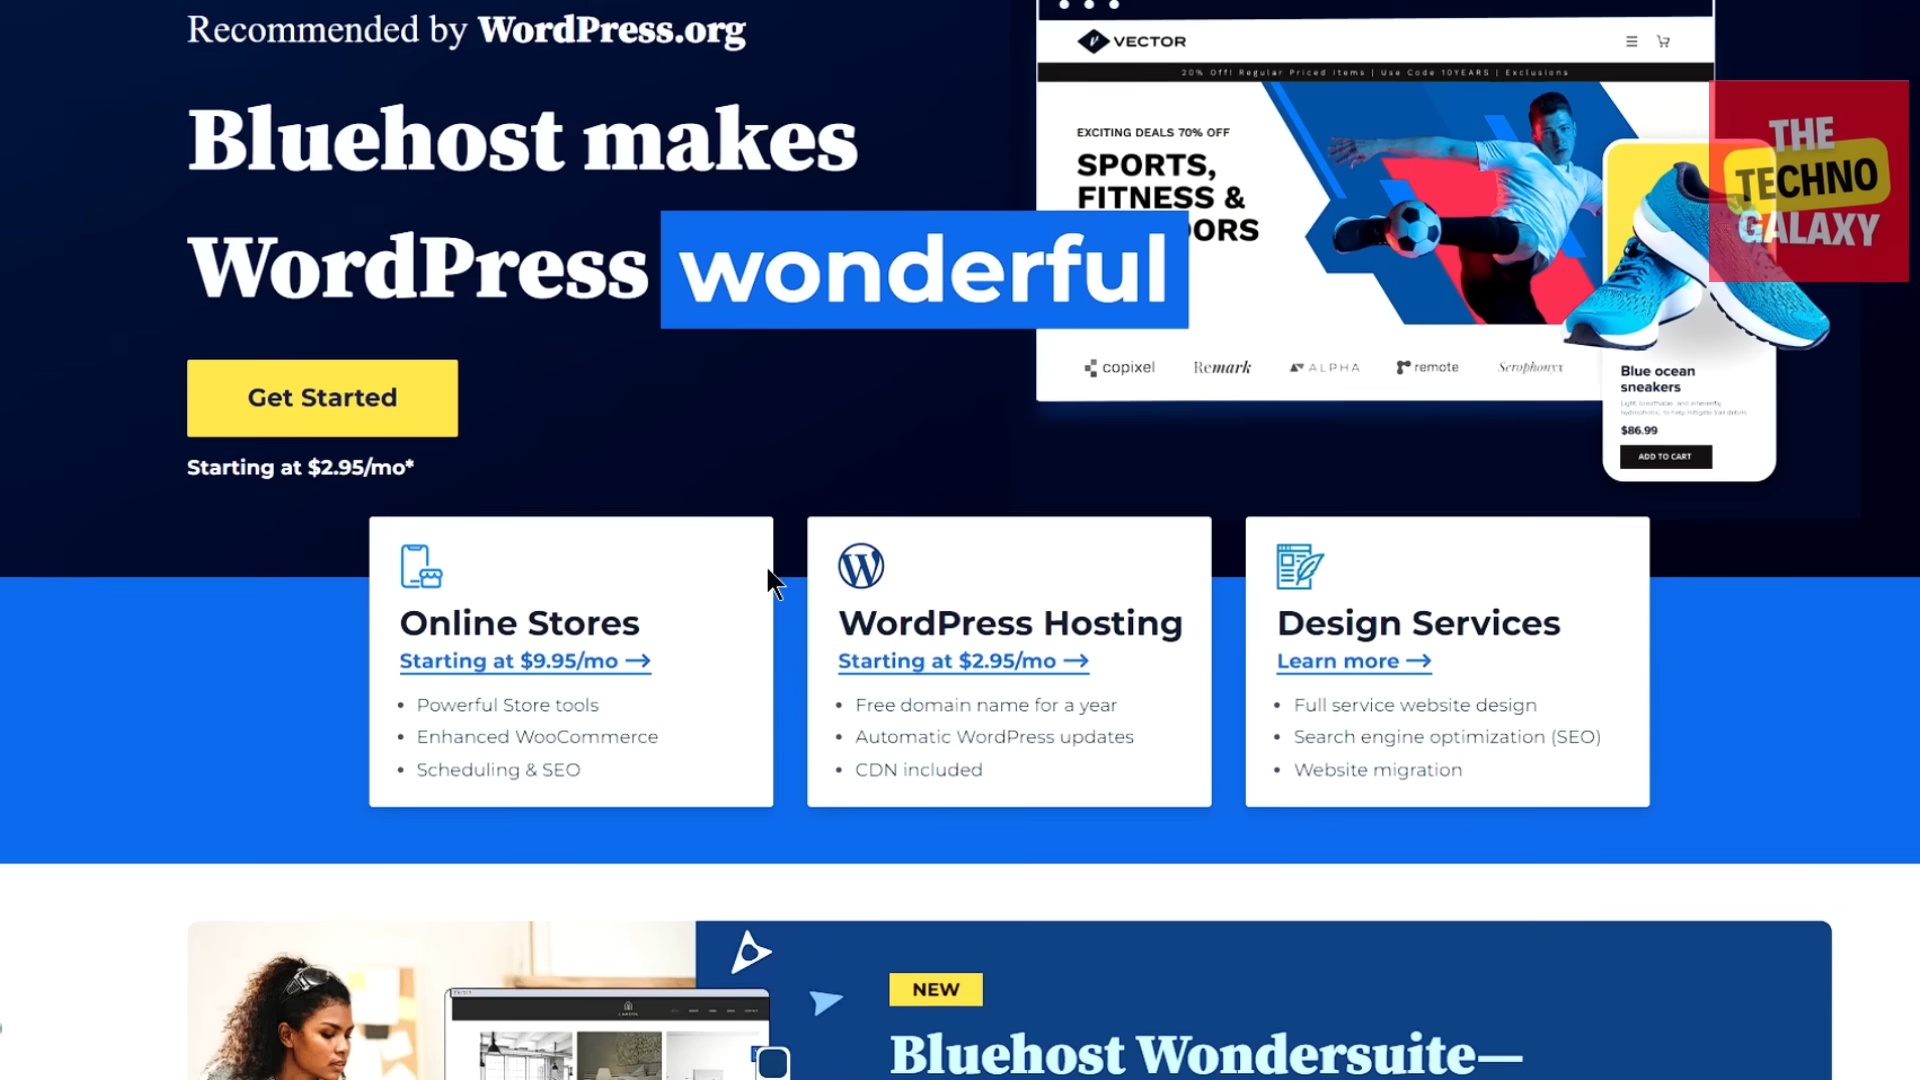 Recommended by WordPress.org
Bluehost makes
WordPress wonderful
Get Started
Starting at $2.95/mo*
VECTOR
20% Off! Regular Priced Items | Use Code 10YEARS | Exclusions
EXCITING DEALS 70% OFF
SPORTS,
FITNESS &
OORS
copixel
Remark
ALPHA
remote
Serophonyx
Blue ocean
sneakers
$86.99
ADD TO CART
THE
TECHNO
GALAXY
Online Stores
Starting at $9.95/mo
• Powerful Store tools
• Enhanced WooCommerce
• Scheduling & SEO
WordPress Hosting
Starting at $2.95/mo
• Free domain name for a year
• Automatic WordPress updates
• CDN included
Design Services
Learn more
• Full service website design
• Search engine optimization (SEO)
• Website migration
NEW
Bluehost Wondersuite—